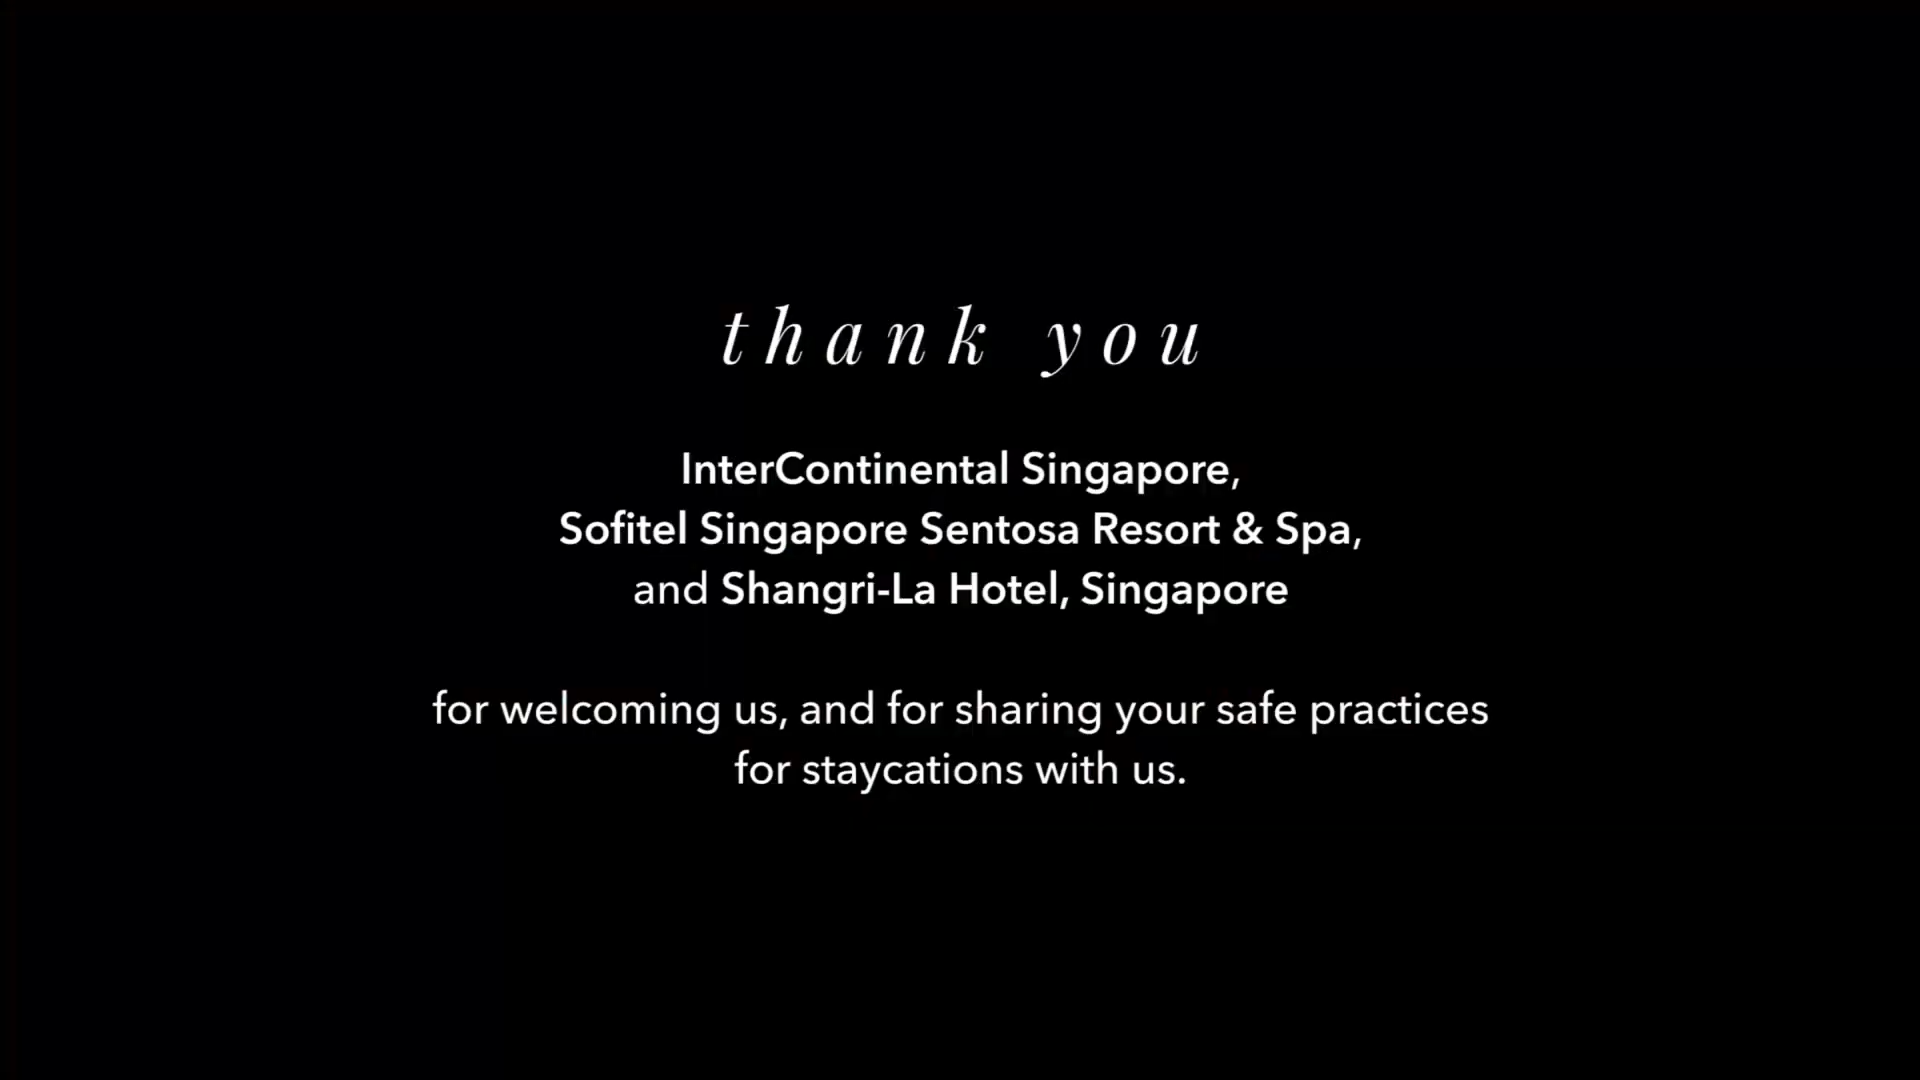 thank you
InterContinental Singapore,
Sofitel Singapore Sentosa Resort & Spa,
and Shangri-La Hotel, Singapore
for welcoming us, and for sharing your safe practices
for staycations with us.